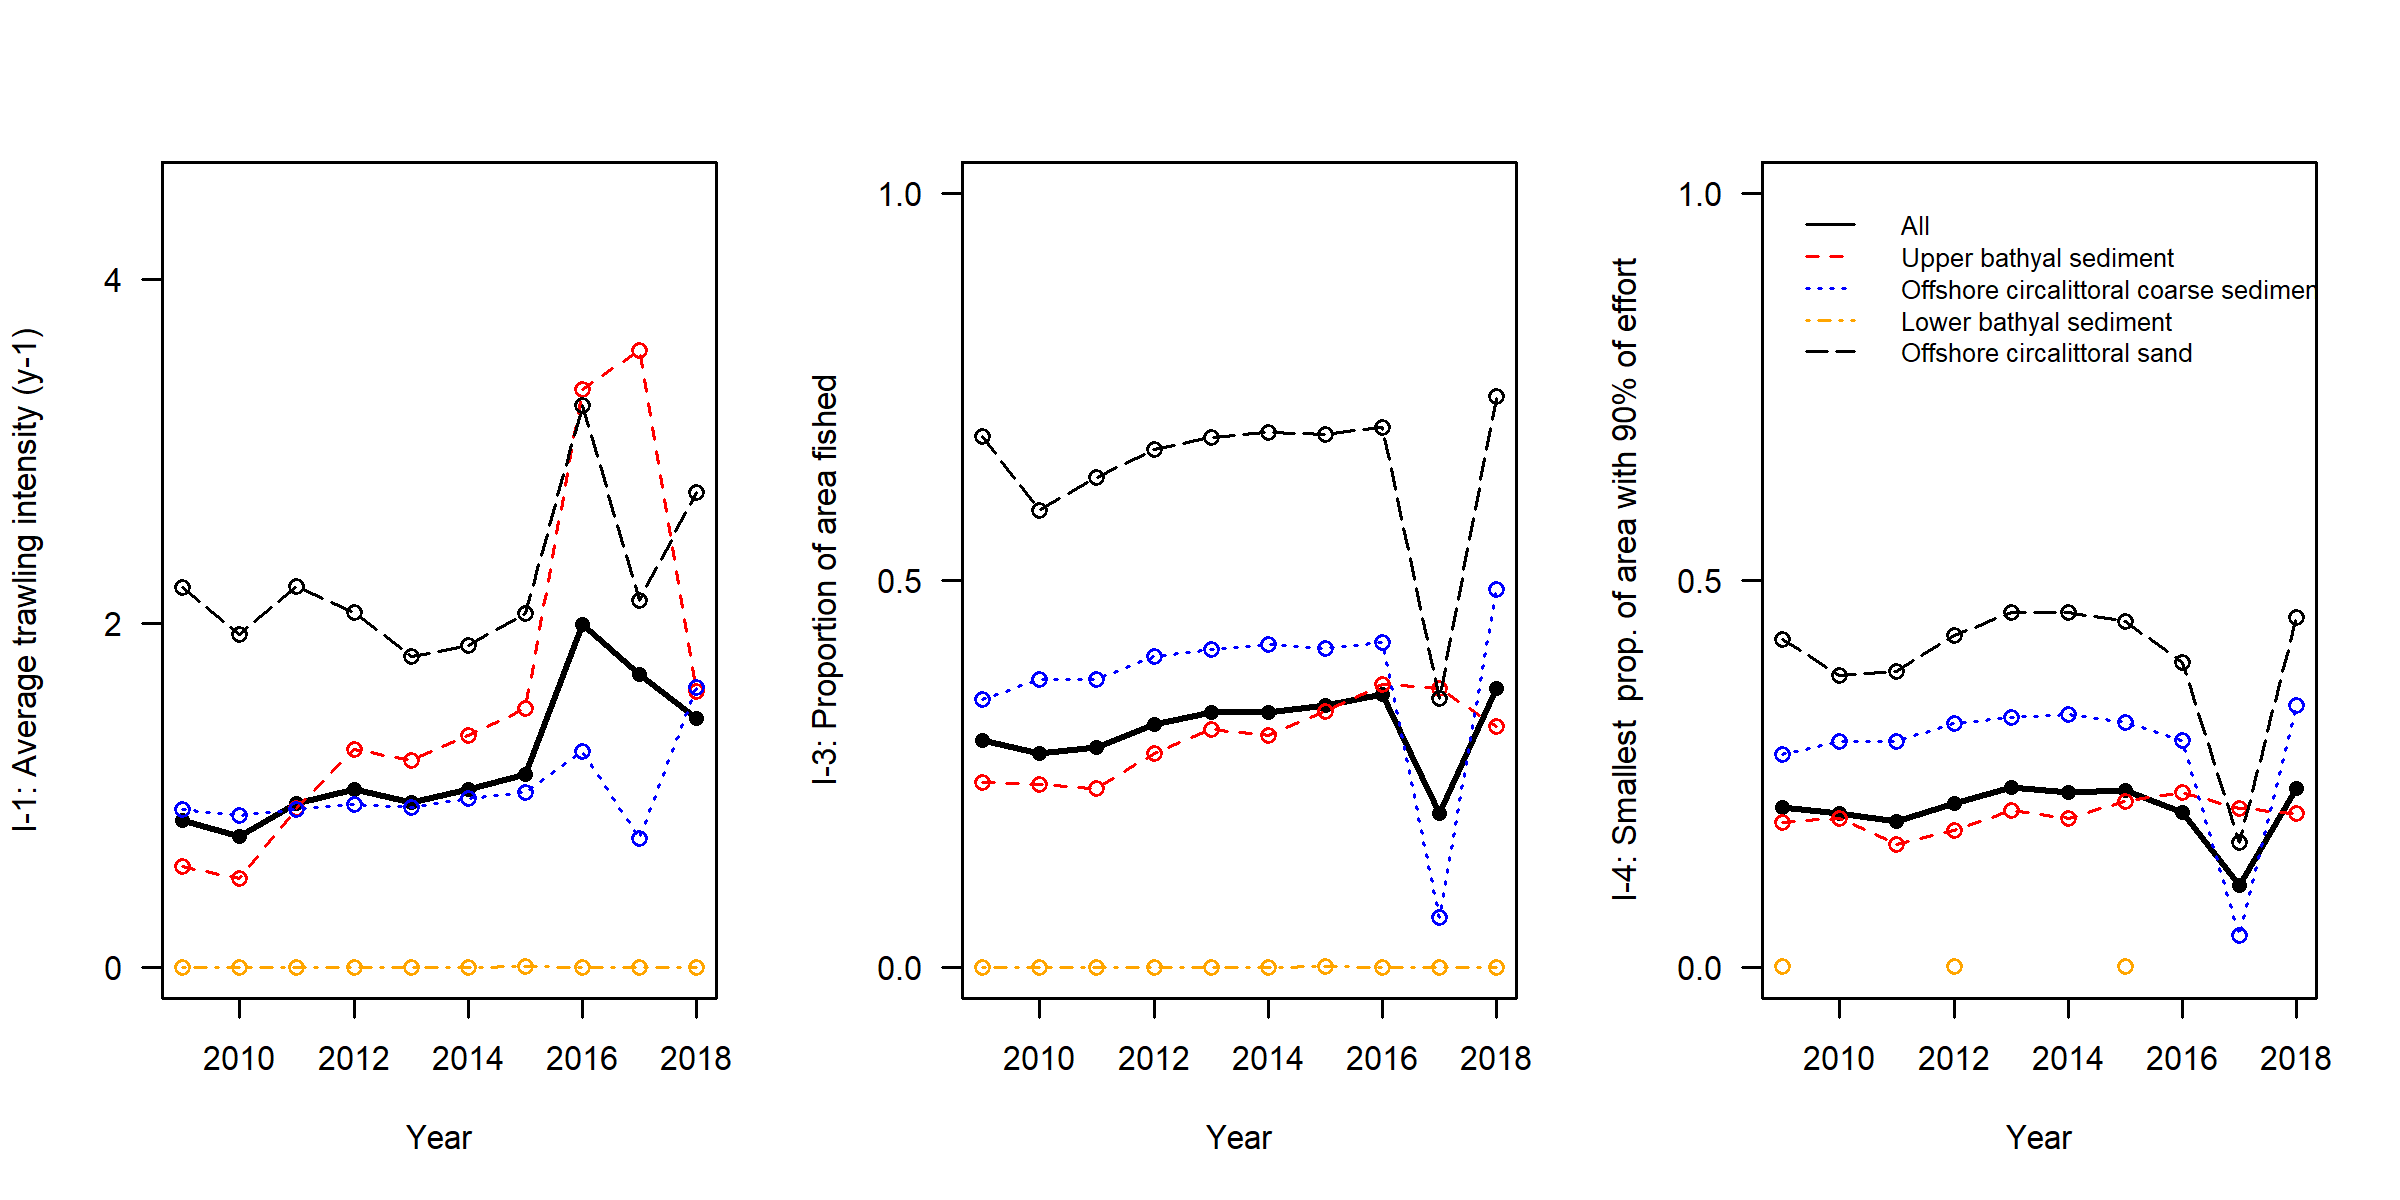 I-1: Average trawling intensity (y-1)
4
2
0
2010 2012 2014 2016 2018
Year
I-3: Proportion of area fished
1.0
0.5
0.0
2010 2012 2014 2016 2018
Year
I-4: Smallest prop. of area with 90% of effort
1.0
0.5
0.0
All
Upper bathyal sediment
Offshore circalittoral coarse sedimen
Lower bathyal sediment
Offshore circalittoral sand
2010 2012 2014 2016 2018
Year